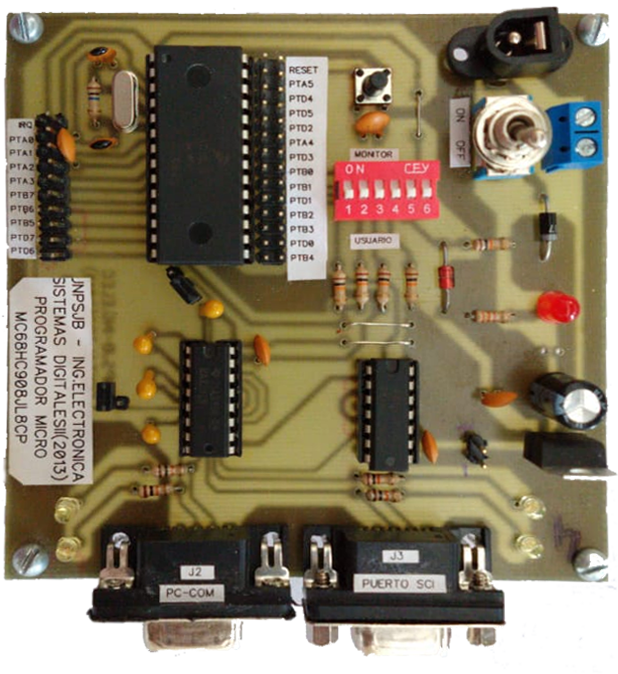 RESET
PTA5
PTD4
PTD5
PTD2
PTA4
PTD3
PTB0
PTB1
PTD1
PTB2
PTB3
PTD0
PTB4
IRQ
PTA0
PTA1
PTA2
PTA3
PTB7
PTB6
PTB5
PTD7
PTD6
MONITOR
ON CEY
1 2 3 4 5 6
USUARIO
ON OFF
UNPSJB - ING.ELECTRONICA
SISTEMAS DIGITALESII(2013)
PROGRAMADOR MICRO
MC68HC908JL8CP
J2
PC-COM
J3
PUERTO SCI